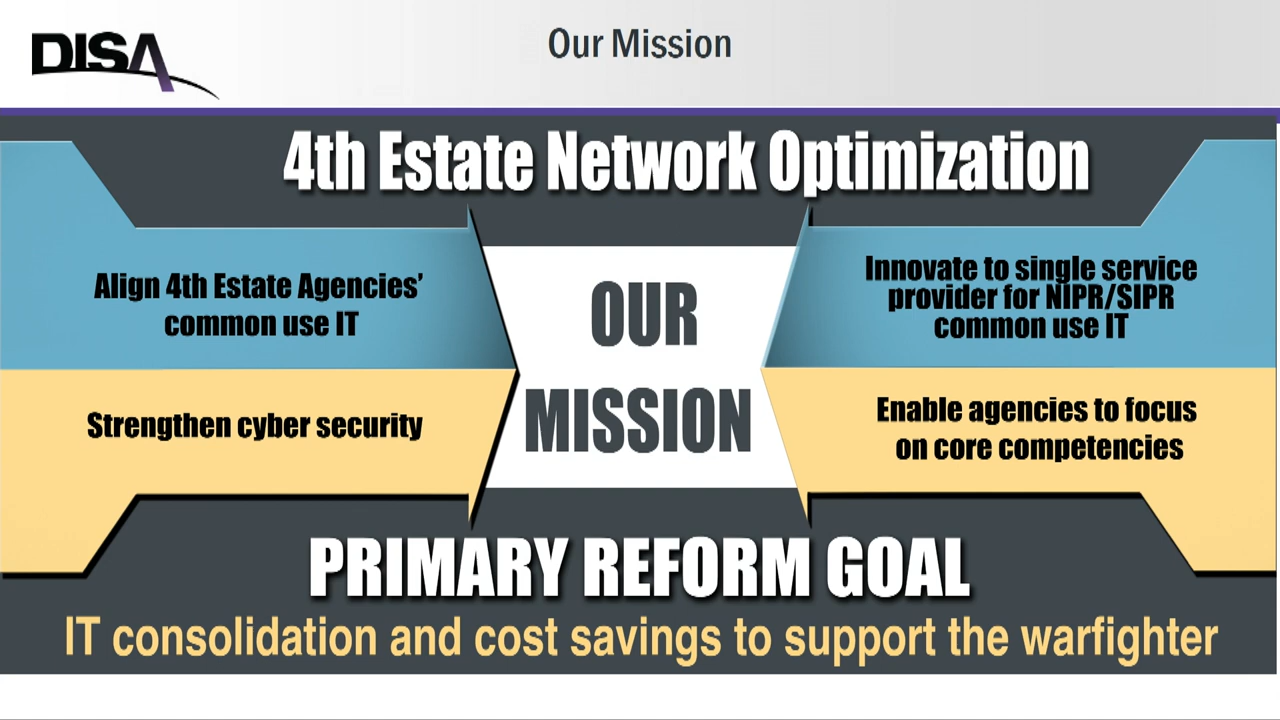 DISA
Our Mission
4th Estate Network Optimization
Align 4th Estate Agencies’
common use IT
Strengthen cyber security
OUR
MISSION
Innovate to single service
provider for NIPR/SIPR
common use IT
Enable agencies to focus
on core competencies
PRIMARY REFORM GOAL
IT consolidation and cost savings to support the warfighter